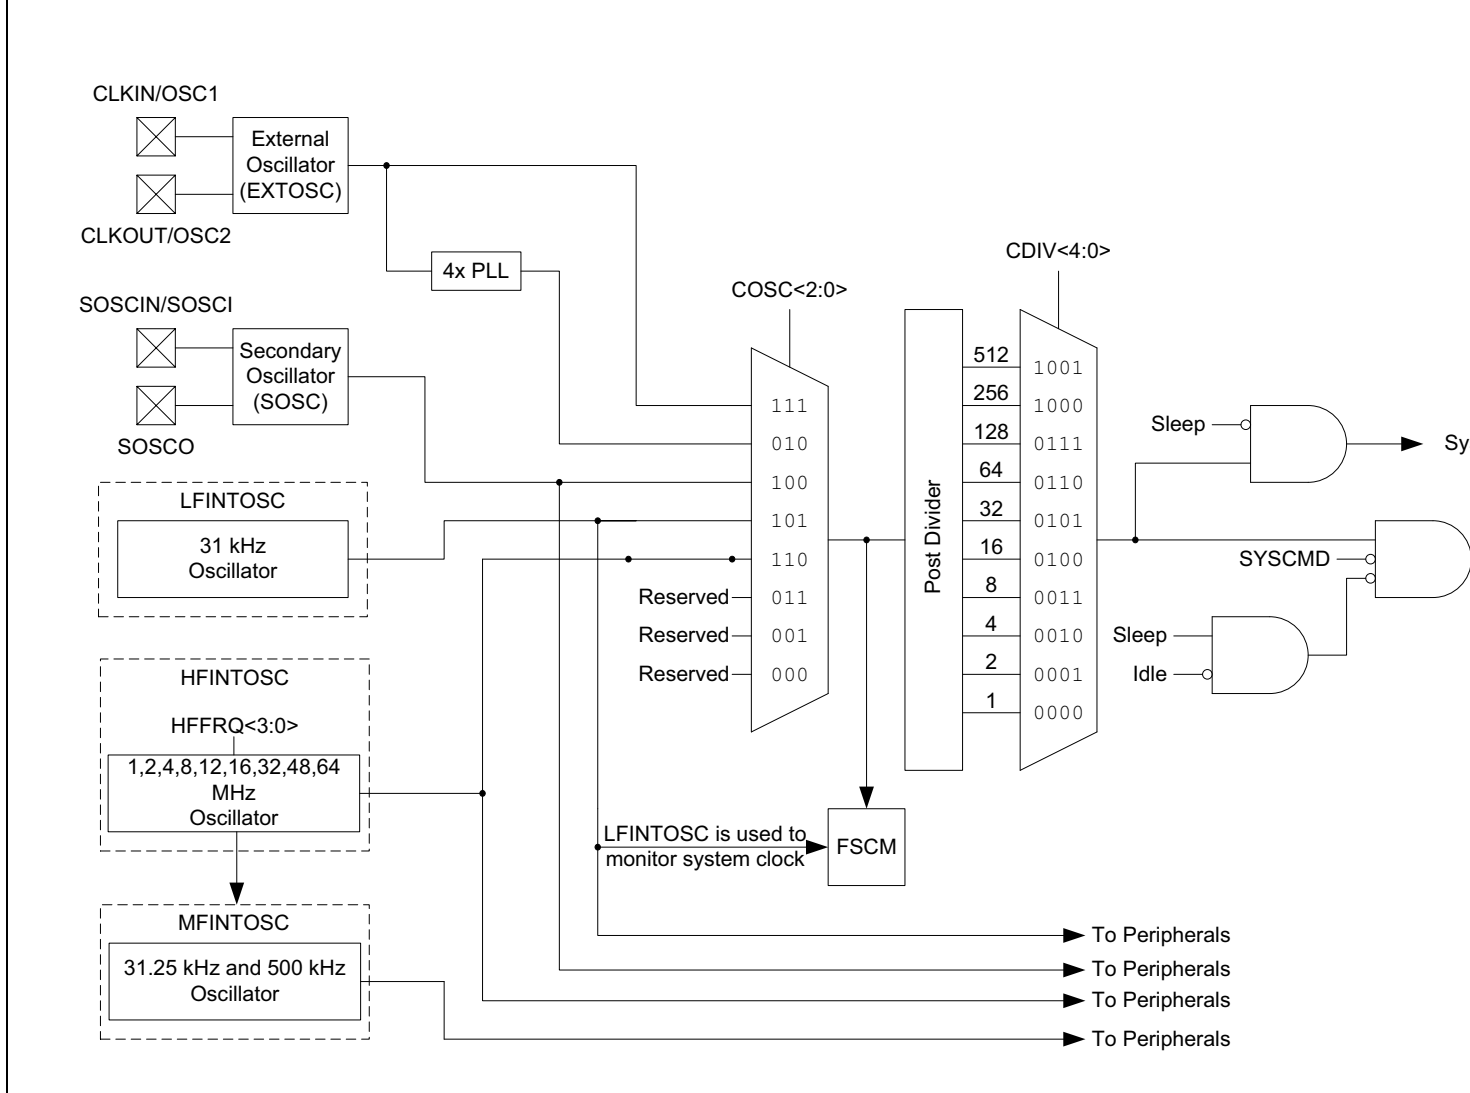 CLKIN/OSC1
External
Oscillator
(EXTOSC)
CLKOUT/OSC2
4x PLL
SOSCIN/SOSCI
Secondary
Oscillator
(SOSC)
SOSCO
LFINTOSC
31 kHz
Oscillator
HFINTOSC
HFFRQ<3:0>
1,2,4,8,12,16,32,48,64
MHz
Oscillator
MFINTOSC
31.25 kHz and 500 kHz
Oscillator
COSC<2:0>
111
010
100
101
110
Reserved 011
Reserved 001
Reserved 000
LFINTOSC is used to
monitor system clock
FSCM
Post Divider
CDIV<4:0>
512 1001
256 1000
128 0111
64 0110
32 0101
16 0100
8 0011
4 0010
2 0001
1 0000
Sleep
Sy
SYSCMD
Sleep
Idle
To Peripherals
To Peripherals
To Peripherals
To Peripherals